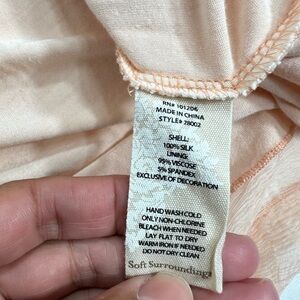 RN# 101206
MADE IN CHINA
STYLE# 28002
SHELL:
100% SILK
LINING:
95% VISCOSE
5% SPANDEX
EXCLUSIVE OF DECORATION
HAND WASH COLD
ONLY NON-CHLORINE
BLEACH WHEN NEEDED
LAY FLAT TO DRY
WARM IRON IF NEEDED
DO NOT DRY CLEAN
Soft Surroundings